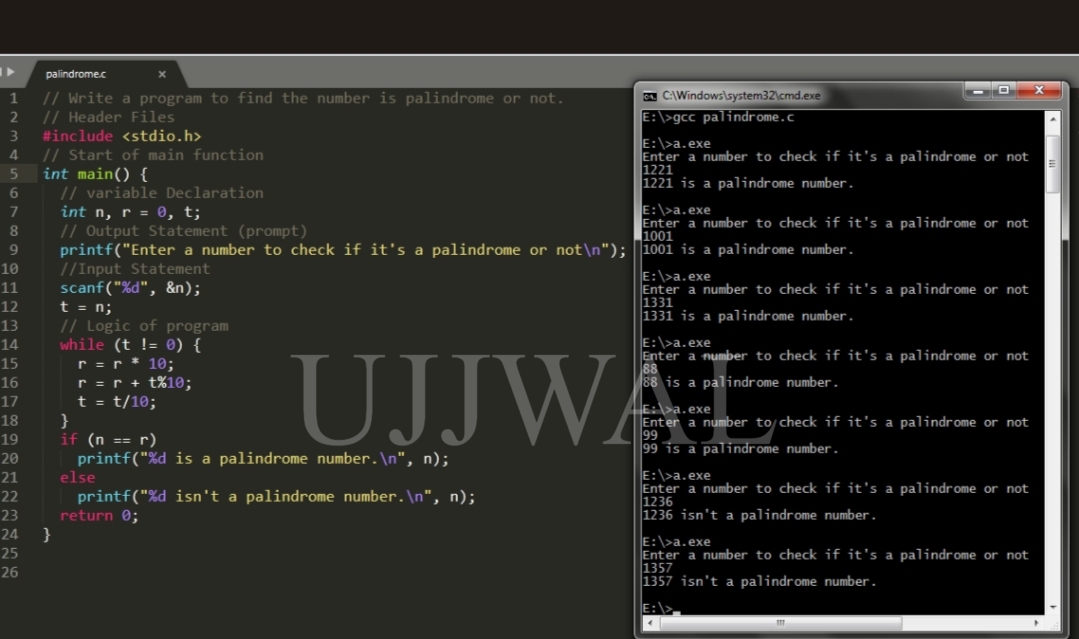 palindrome.c ×
1 // Write a program to find the number is palindrome or not.
2 // Header Files
3 #include <stdio.h>
4 // Start of main function
5 int main() {
6 // variable Declaration
7 int n, r = 0, t;
8 // Output Statement (prompt)
9 printf("Enter a number to check if it's a palindrome or not\n");
10 //Input Statement
11 scanf("%d", &n);
12 t = n;
13 // Logic of program
14 while (t != 0) {
15 r = r * 10;
16 r = r + t%10;
17 t = t/10;
18 }
19 if (n == r)
20 printf("%d is a palindrome number.\n", n);
21 else
22 printf("%d isn't a palindrome number.\n", n);
23 return 0;
24 }
25
26
UJJWAL
C:\Windows\system32\cmd.exe
E:\>gcc palindrome.c
E:\>a.exe
Enter a number to check if it's a palindrome or not
1221
1221 is a palindrome number.
E:\>a.exe
Enter a number to check if it's a palindrome or not
1001
1001 is a palindrome number.
E:\>a.exe
Enter a number to check if it's a palindrome or not
1331
1331 is a palindrome number.
E:\>a.exe
Enter a number to check if it's a palindrome or not
88
88 is a palindrome number.
E:\>a.exe
Enter a number to check if it's a palindrome or not
99
99 is a palindrome number.
E:\>a.exe
Enter a number to check if it's a palindrome or not
1236
1236 isn't a palindrome number.
E:\>a.exe
Enter a number to check if it's a palindrome or not
1357
1357 isn't a palindrome number.
E:\>_